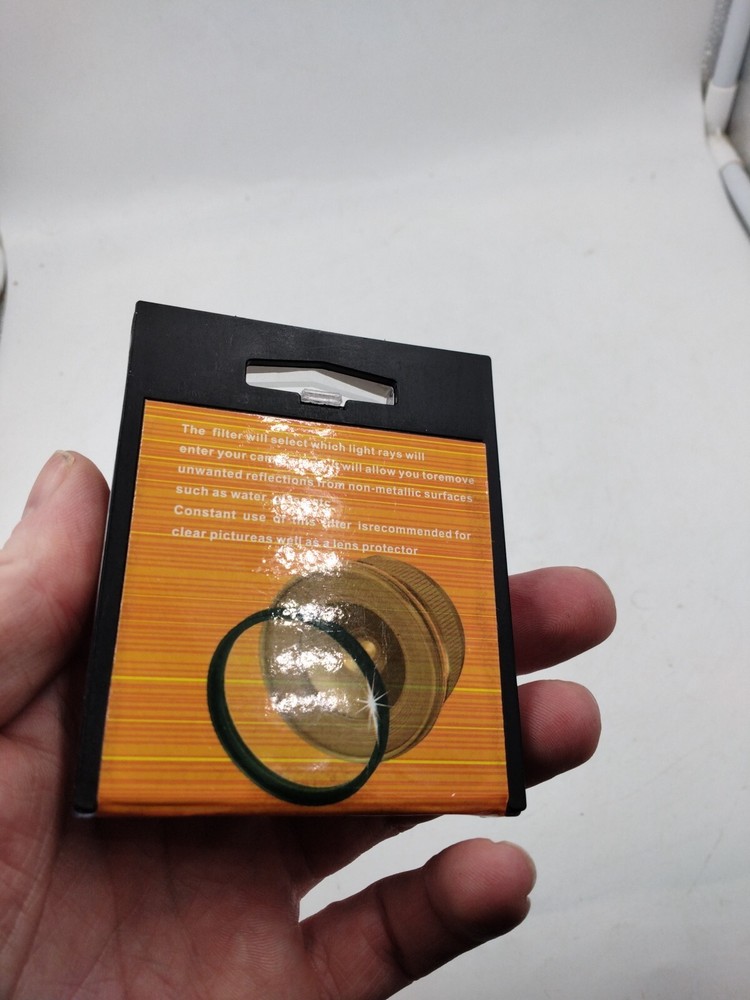 The filter will select which light rays will
enter your will allow you toremove
unwanted reflections from non-metallic surfaces
such as water
Constant use of this filter isrecommended for
clear pictureas well as a lens protector